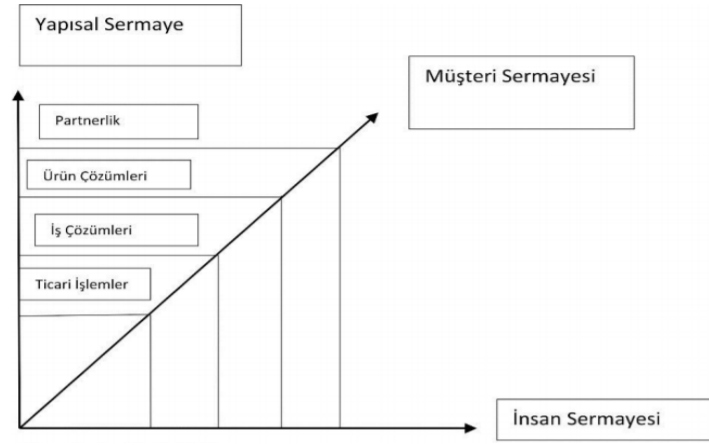 Yapısal Sermaye
Müşteri Sermayesi
Partnerlik
Ürün Çözümleri
İş Çözümleri
Ticari İşlemler
İnsan Sermayesi